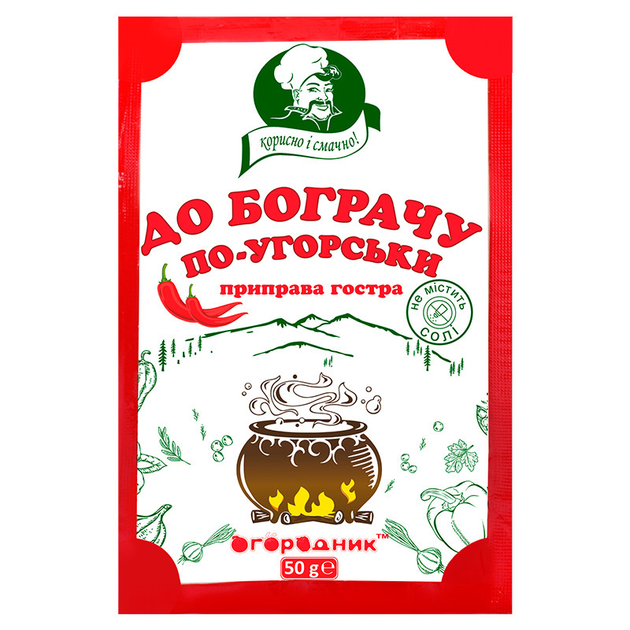 корисно і смачно!
ДО БОГРАЧУ
ПО-УГОРСЬКИ
приправа гостра
не містить
солі
огородник™
50 g e